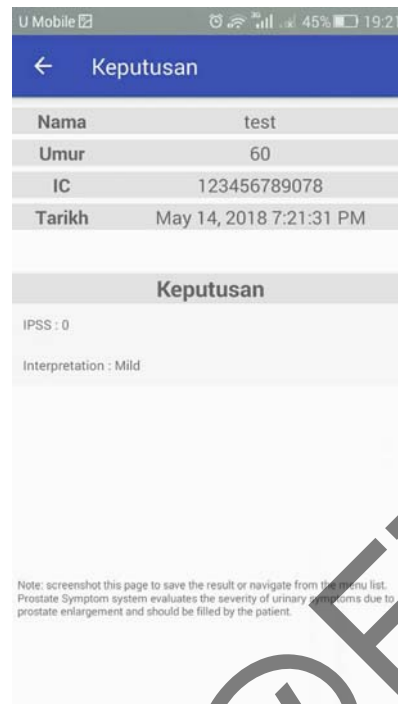 U Mobile 3G 45% 19:21
Keputusan
Nama test
Umur 60
IC 123456789078
Tarikh May 14, 2018 7:21:31 PM
Keputusan
IPSS : 0
Interpretation : Mild
Note: screenshot this page to save the result or navigate from the menu list.
Prostate Symptom system evaluates the severity of urinary symptoms due to
prostate enlargement and should be filled by the patient.